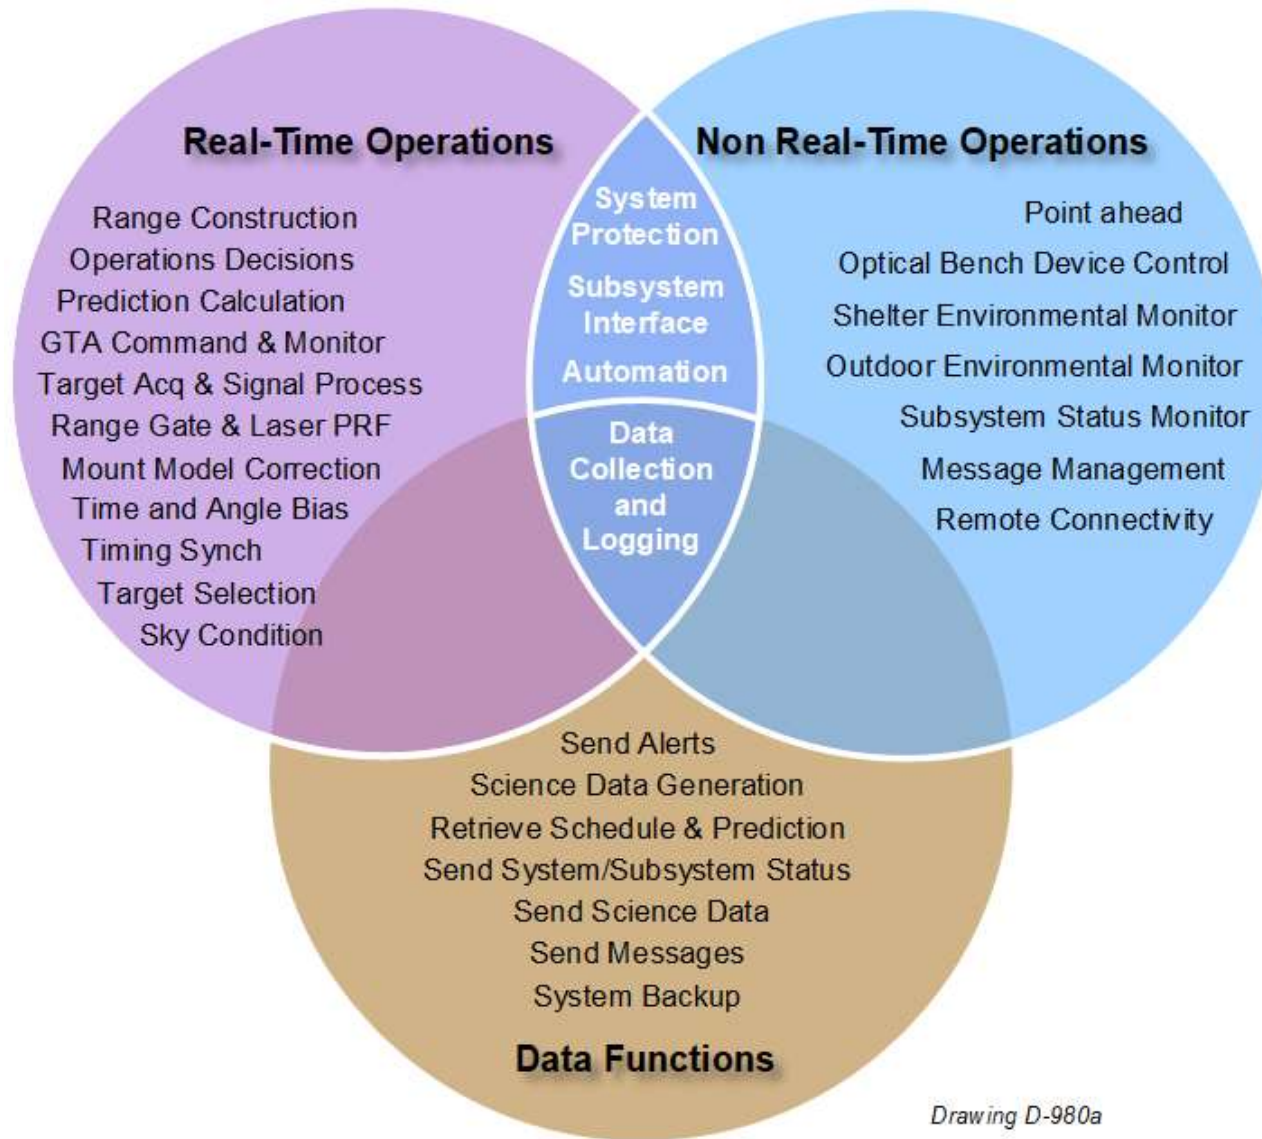 Real-Time Operations
Range Construction
Operations Decisions
Prediction Calculation
GTA Command & Monitor
Target Acq & Signal Process
Range Gate & Laser PRF
Mount Model Correction
Time and Angle Bias
Timing Synch
Target Selection
Sky Condition
System
Protection
Subsystem
Interface
Automation
Data
Collection
and
Logging
Non Real-Time Operations
Point ahead
Optical Bench Device Control
Shelter Environmental Monitor
Outdoor Environmental Monitor
Subsystem Status Monitor
Message Management
Remote Connectivity
Send Alerts
Science Data Generation
Retrieve Schedule & Prediction
Send System/Subsystem Status
Send Science Data
Send Messages
System Backup
Data Functions
Drawing D-980a